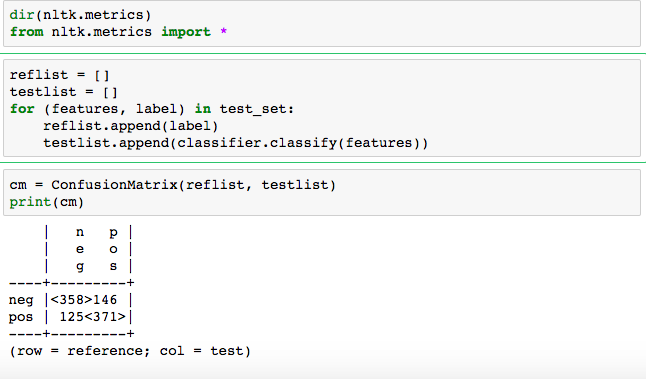 dir(nltk.metrics)
from nltk.metrics import *
reflist = []
testlist = []
for (features, label) in test_set:
    reflist.append(label)
    testlist.append(classifier.classify(features))
cm = ConfusionMatrix(reflist, testlist)
print(cm)
    |   n   p |
    |   e   o |
    |   g   s |
----+---------+
neg |<358>146 |
pos | 125<371>|
----+---------+
(row = reference; col = test)